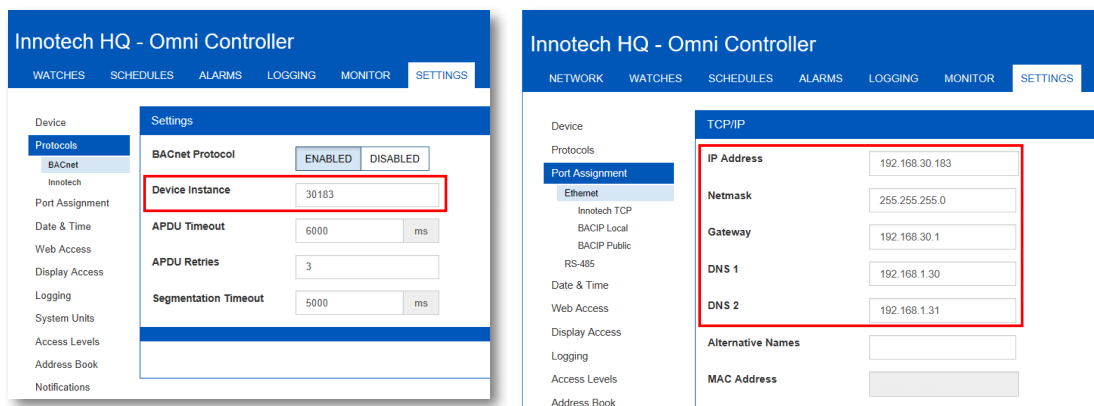 Innotech HQ - Omni Controller
WATCHES SCHEDULES ALARMS LOGGING MONITOR SETTINGS
Device
Protocols
BACnet
Innotech
Port Assignment
Date & Time
Web Access
Display Access
Logging
System Units
Access Levels
Address Book
Notifications
Settings
BACnet Protocol ENABLED DISABLED
Device Instance 30183
APDU Timeout 6000 ms
APDU Retries 3
Segmentation Timeout 5000 ms
Innotech HQ - Omni Controller
NETWORK WATCHES SCHEDULES ALARMS LOGGING MONITOR SETTINGS
Device
Protocols
Port Assignment
Ethernet
Innotech TCP
BACIP Local
BACIP Public
RS-485
Date & Time
Web Access
Display Access
Logging
Access Levels
Address Book
TCP/IP
IP Address 192.168.30.183
Netmask 255.255.255.0
Gateway 192.168.30.1
DNS 1 192.168.1.30
DNS 2 192.168.1.31
Alternative Names
MAC Address